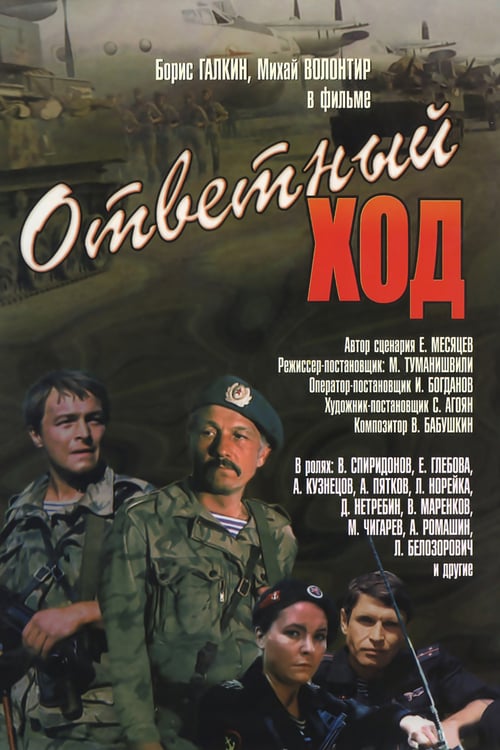 Борис ГАЛКИН, Михай ВОЛОНТИР
в фильме
Ответный
ХОД
Автор сценария Е. МЕСЯЦЕВ
Режиссер-постановщик: М. ТУМАНИШВИЛИ
Оператор-постановщик И. БОГДАНОВ
Художник-постановщик С. АГОЯН
Композитор В. БАБУШКИН
В ролях: В. СПИРИДОНОВ, Е. ГЛЕБОВА,
А. КУЗНЕЦОВ, А. ПЯТКОВ, Л. НОРЕЙКА,
Д. НЕТРЕБИН, В. МАРЕНКОВ,
М. ЧИГАРЕВ, А. РОМАШИН,
Л. БЕЛОЗОРОВИЧ
и другие